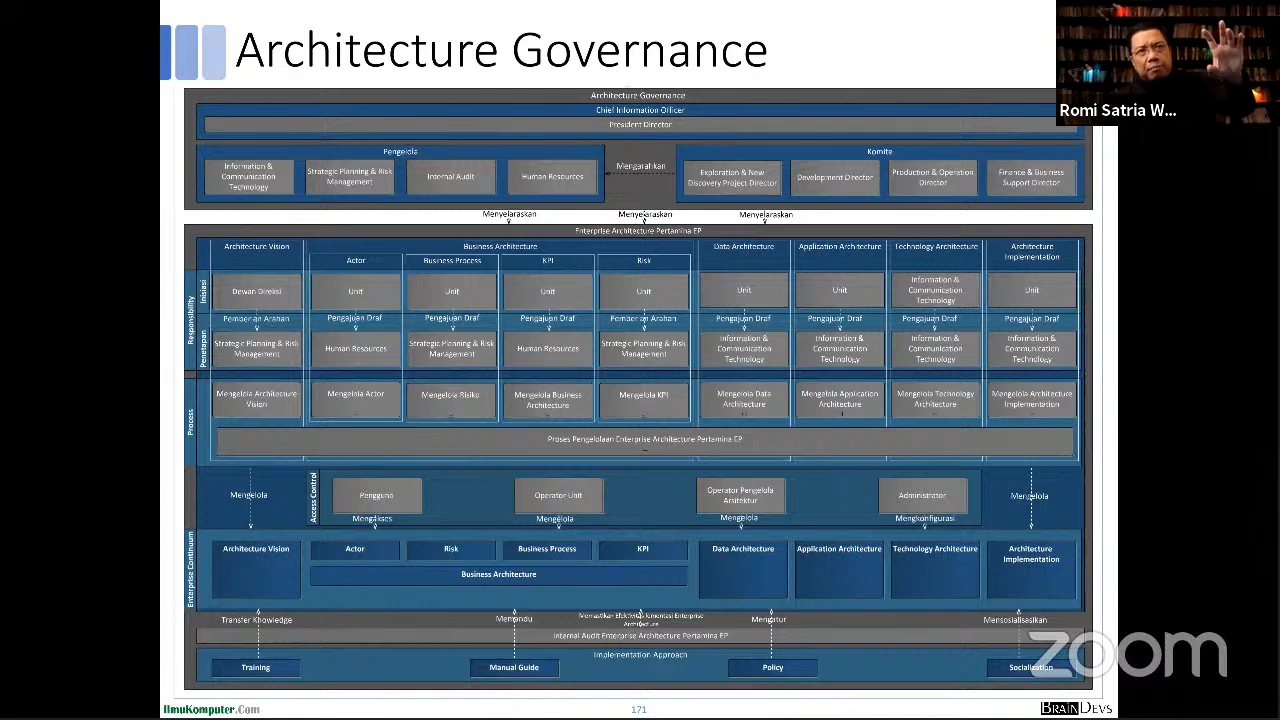 Architecture Governance
Romi Satria W...
Architecture Governance
Chief Information Officer
President Director
Pengelola
Information &
Communication
Technology
Strategic Planning & Risk
Management
Internal Audit
Human Resources
Mengarahkan
Komite
Exploration & New
Discovery Project Director
Development Director
Production & Operation
Director
Finance & Business
Support Director
Menyelaraskan
Menyelaraskan
Menyelaraskan
Enterprise Architecture Pertamina EP
Architecture Vision
Business Architecture
Data Architecture
Application Architecture
Technology Architecture
Architecture
Implementation
Actor
Business Process
KPI
Risk
Responsibility
Inisiasi
Dewan Direksi
Unit
Unit
Unit
Unit
Unit
Unit
Information &
Communication
Technology
Unit
Pemberian Arahan
Pengajuan Draf
Pengajuan Draf
Pengajuan Draf
Pemberian Arahan
Pengajuan Draf
Pengajuan Draf
Pengajuan Draf
Pengajuan Draf
Penetapan
Strategic Planning & Risk
Management
Human Resources
Strategic Planning & Risk
Management
Human Resources
Strategic Planning & Risk
Management
Information &
Communication
Technology
Information &
Communication
Technology
Information &
Communication
Technology
Information &
Communication
Technology
Process
Mengelola Architecture
Vision
Mengelola Actor
Mengelola Risiko
Mengelola Business
Architecture
Mengelola KPI
Mengelola Data
Architecture
Mengelola Application
Architecture
Mengelola Technology
Architecture
Mengelola Architecture
Implementation
Proses Pengelolaan Enterprise Architecture Pertamina EP
Mengelola
Access Control
Pengguna
Operator Unit
Operator Pengelola
Arsitektur
Administrator
Mengelola
Mengakses
Mengelola
Mengelola
Mengkonfigurasi
Enterprise Continuum
Architecture Vision
Actor
Risk
Business Process
KPI
Business Architecture
Data Architecture
Application Architecture
Technology Architecture
Architecture
Implementation
Transfer Knowledge
Memandu
Memastikan Efektivitas Enterprise
Architecture
Mengatur
Mensosialisasikan
Internal Audit Enterprise Architecture Pertamina EP
Implementation Approach
Training
Manual Guide
Policy
Socialization
zoom
IlmuKomputer.Com
171
BRAINDEVS